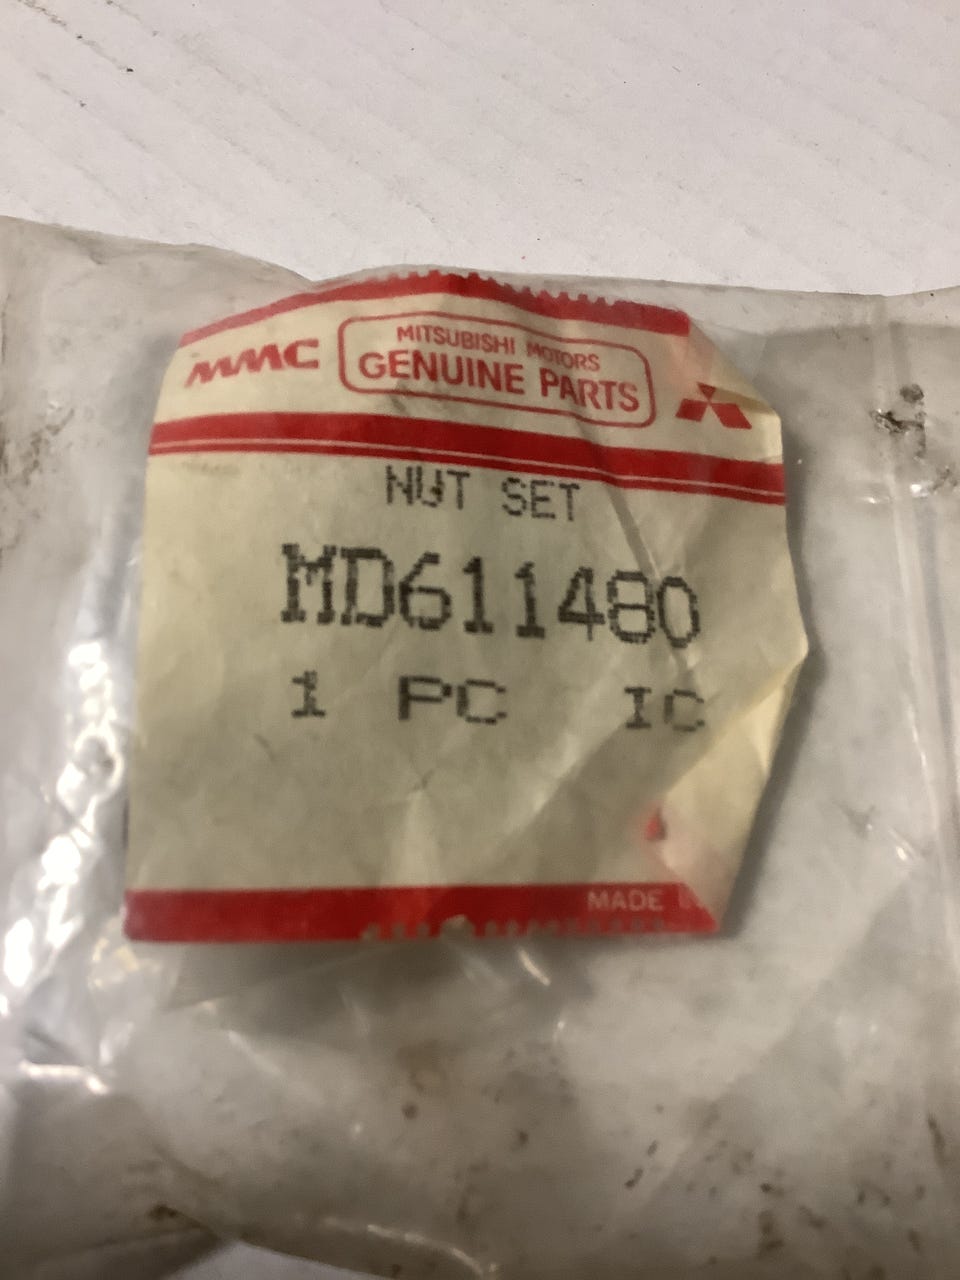 MMC
MITSUBISHI MOTORS
GENUINE PARTS
NUT SET
MD611480
1 PC IC
MADE